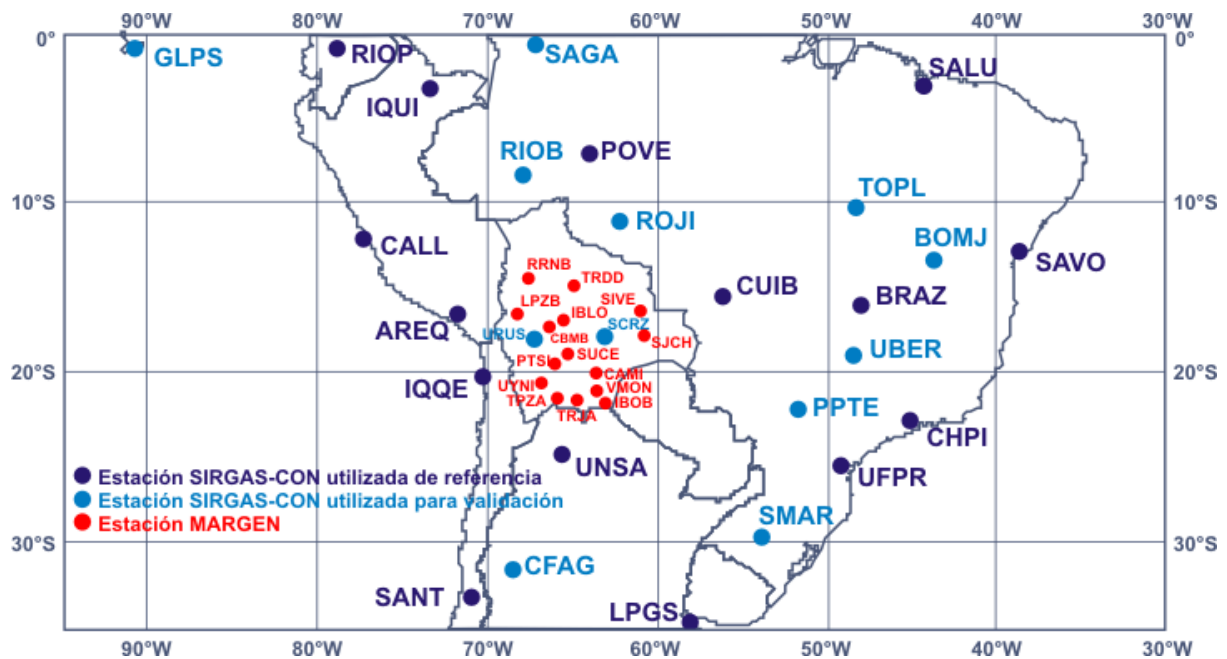 90°W 80°W 70°W 60°W 50°W 40°W 30°W
0° 0°
GLPS RIOP SAGA SALU
IQUI
RIOB POVE
TOPL
10°S 10°S
ROJI
BOMJ
CALL SAVO
RRNB TRDD
CUIB BRAZ
LPZB IBLO SIVE
AREQ URUS CBMB SCRZ SJCH
UBER
PTSI SUCE
20°S 20°S
IQQE UYNI CAMI
VMON
TPZA TRJA IBOB
PPTE
CHPI
UNSA UFPR
Estación SIRGAS-CON utilizada de referencia
Estación SIRGAS-CON utilizada para validación
Estación MARGEN
SMAR
30°S 30°S
CFAG
SANT LPGS
90°W 80°W 70°W 60°W 50°W 40°W 30°W